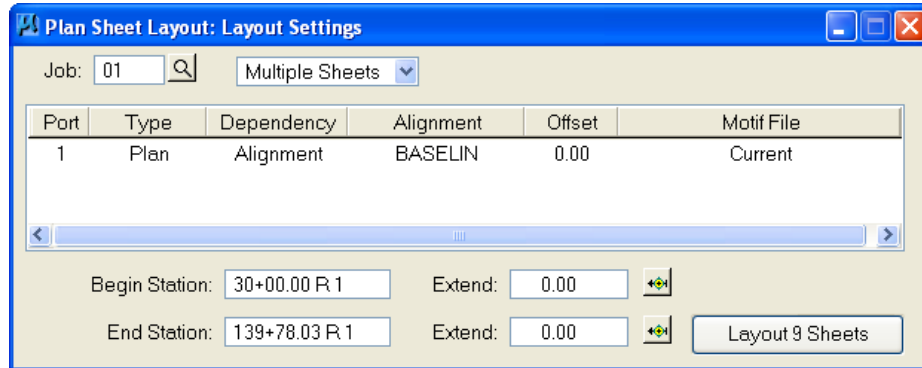 Plan Sheet Layout: Layout Settings
Job: 01 Multiple Sheets
Port Type Dependency Alignment Offset Motif File
1 Plan Alignment BASELIN 0.00 Current
Begin Station: 30+00.00 R 1 Extend: 0.00
End Station: 139+78.03 R 1 Extend: 0.00 Layout 9 Sheets